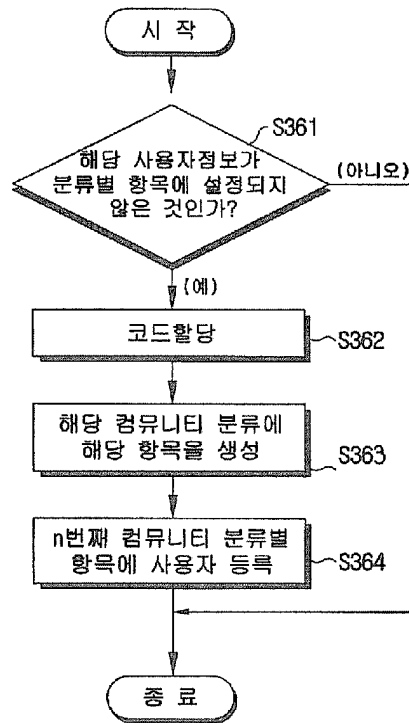 시 작
S361
해당 사용자정보가
분류별 항목에 설정되지
않은 것인가?
(아니오)
(예)
코드할당
S362
해당 컴뮤니티 분류에
해당 항목을 생성
S363
n번째 컴뮤니티 분류별
항목에 사용자 등록
S364
종 료